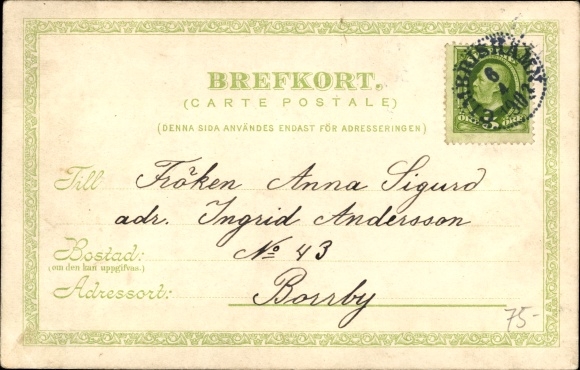 BREFKORT.
(CARTE POSTALE)
(DENNA SIDA ANVÄNDES ENDAST FÖR ADRESSERINGEN)
Till Fröken Anna Sigurd
adr. Ingrid Andersson
Bostad: No 43
(om den kan uppgifvas.)
Adressort: Borrby
75-